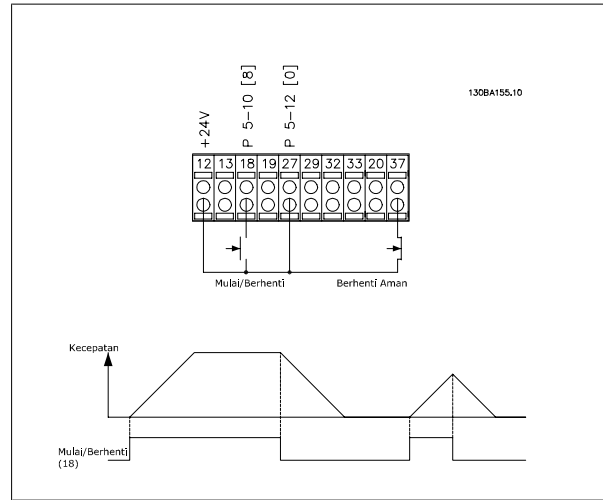 130BA155.10
+24V
P 5-10 [8]
P 5-12 [0]
12 13 18 19 27 29 32 33 20 37
Mulai/Berhenti
Berhenti Aman
Kecepatan
Mulai/Berhenti
(18)